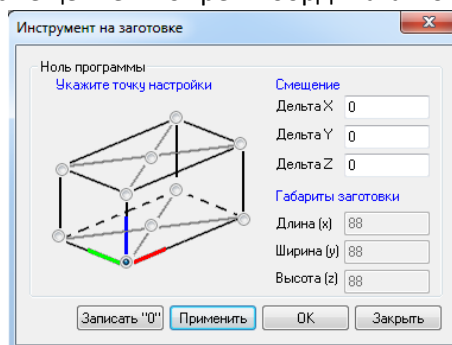 Инструмент на заготовке
x
Ноль программы
Укажите точку настройки
Смещение
Дельта X 0
Дельта Y 0
Дельта Z 0
Габариты заготовки
Длина (x) 88
Ширина (y) 88
Высота (z) 88
Записать "0" Применить OK Закрыть